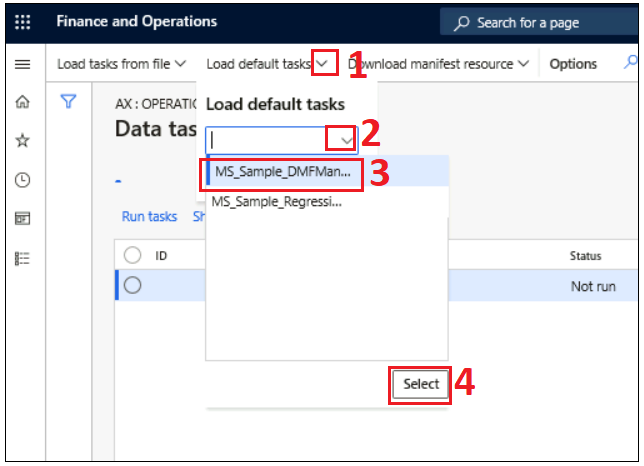 Finance and Operations
Search for a page
Load tasks from file
Load default tasks
1
Download manifest resource
Options
AX : OPERATIC
Load default tasks
Data tas
2
MS_Sample_DMFMan...
3
MS_Sample_Regressi...
Run tasks
Sh
ID
Status
Not run
Select
4